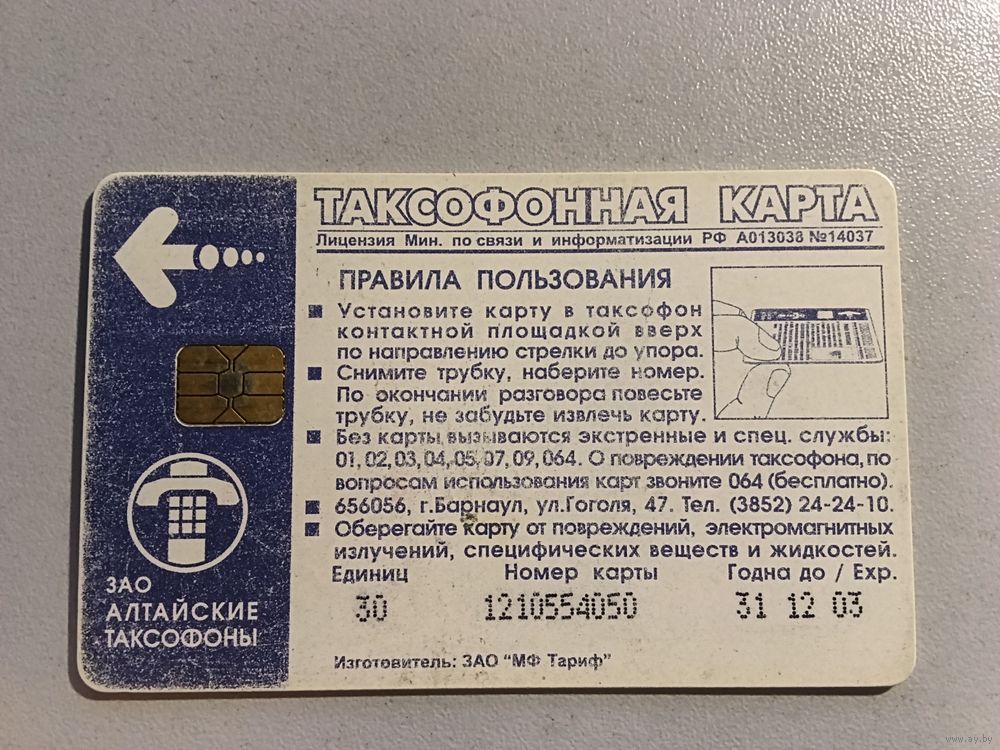 ТАКСОФОННАЯ КАРТА
Лицензия Мин. по связи и информатизации РФ А013038 №14037
ПРАВИЛА ПОЛЬЗОВАНИЯ
Установите карту в таксофон
контактной площадкой вверх
по направлению стрелки до упора.
Снимите трубку, наберите номер.
По окончании разговора повесьте
трубку, не забудьте извлечь карту.
Без карты вызываются экстренные и спец. службы:
01,02,03,04,05,07,09,064. О повреждении таксофона, по
вопросам использования карт звоните 064 (бесплатно).
656056, г.Барнаул, ул.Гоголя, 47. Тел. (3852) 24-24-10.
Оберегайте карту от повреждений, электромагнитных
излучений, специфических веществ и жидкостей.
Единиц Номер карты Годна до / Exp.
30 1210554050 31 12 03
Изготовитель: ЗАО "МФ Тариф"
ЗАО
АЛТАЙСКИЕ
ТАКСОФОНЫ
www.ay.by